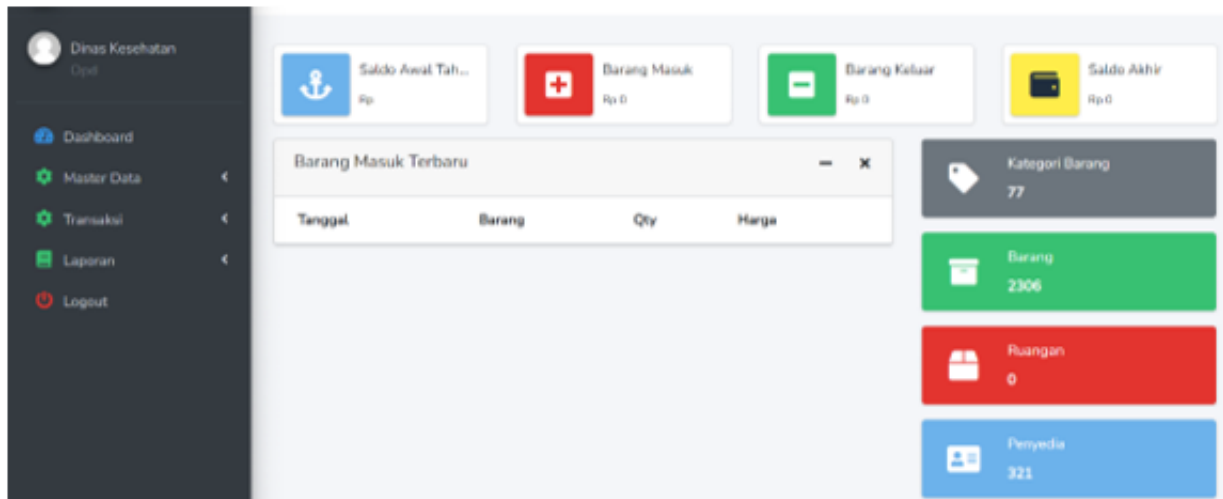 Dinas Kesehatan
Opd
Dashboard
Master Data
Transaksi
Laporan
Logout
Saldo Awal Tah...
Rp
Barang Masuk
Rp 0
Barang Keluar
Rp 0
Saldo Akhir
Rp 0
Barang Masuk Terbaru
Tanggal Barang Qty Harga
Kategori Barang
77
Barang
2306
Ruangan
0
Penyedia
321